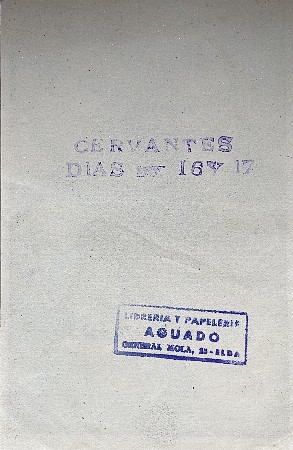 CERVANTES
DIAS 16 Y 17
LIBRERIA Y PAPELERIA
AGUADO
GENERAL MOLA, 25 - ELDA